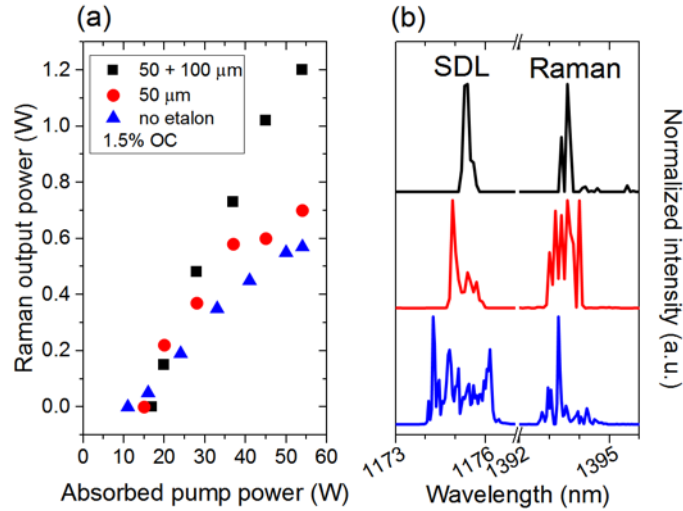 (a)
(b)
1.2
1.0
0.8
0.6
0.4
0.2
0.0
Raman output power (W)
50 + 100 μm
50 μm
no etalon
1.5% OC
0 10 20 30 40 50 60
Absorbed pump power (W)
SDL Raman
Normalized intensity (a.u.)
1173 1176 1392 1395
Wavelength (nm)